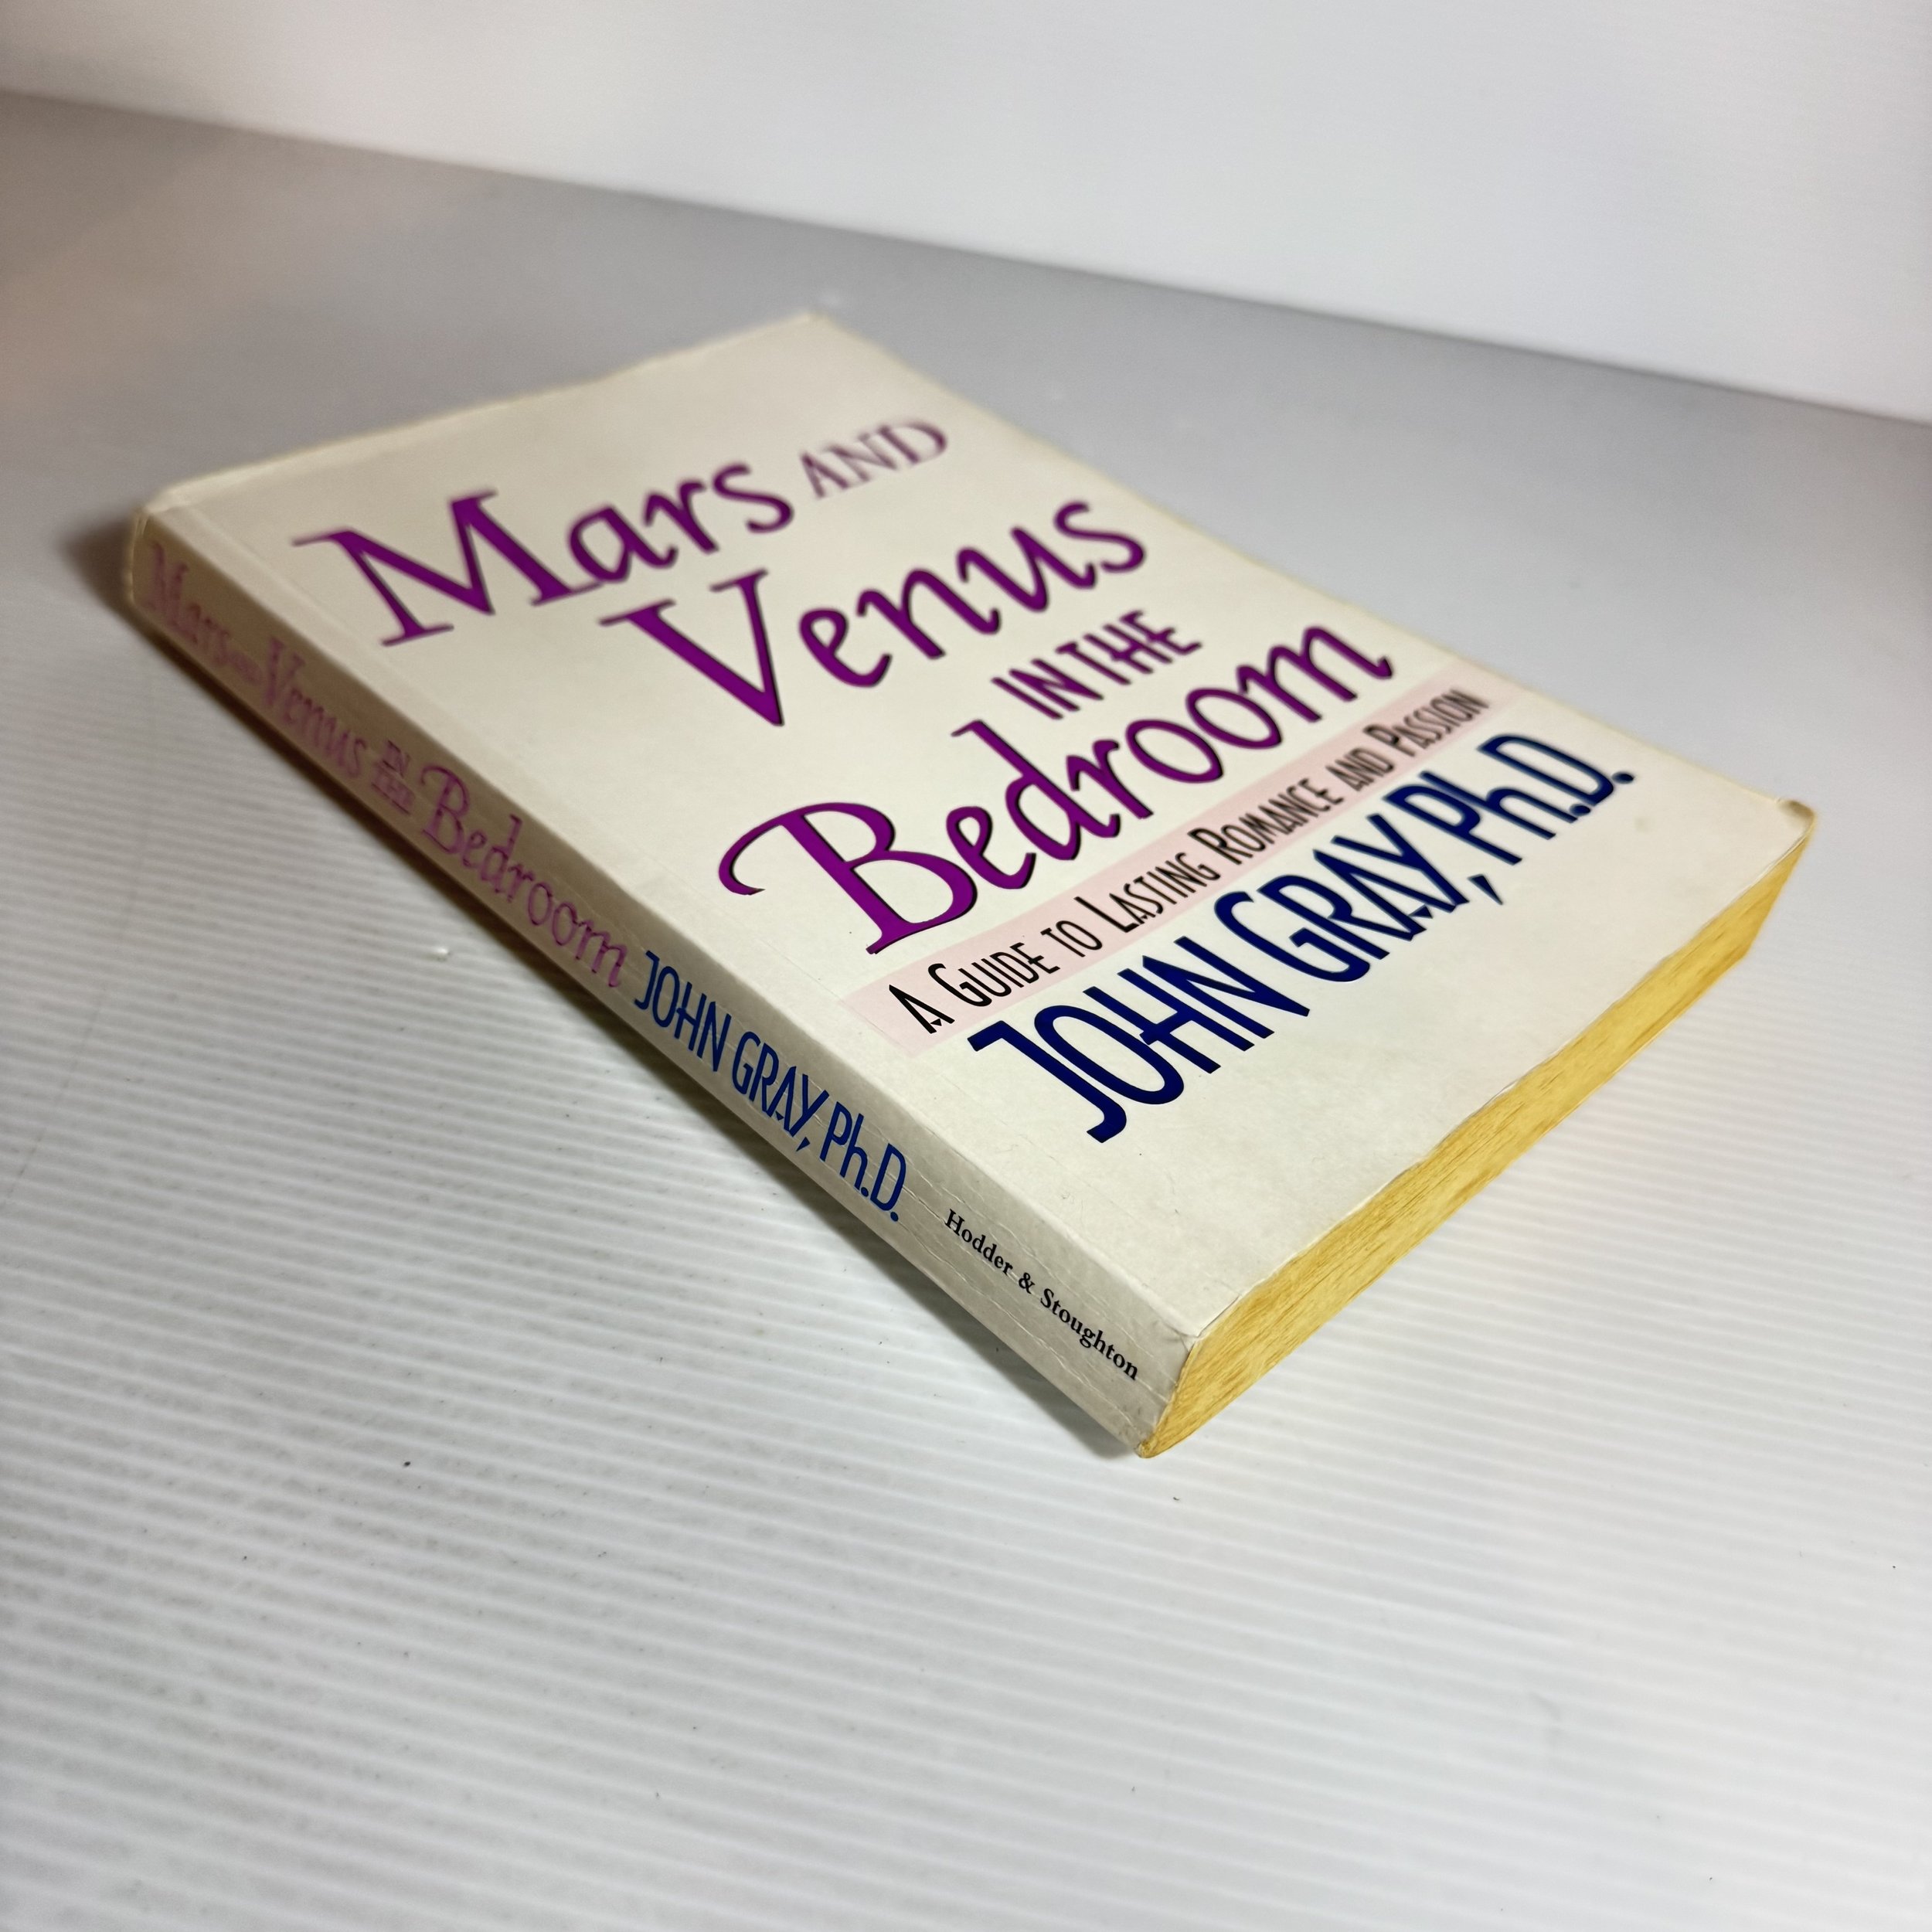 Mars AND
Venus
IN THE
Bedroom
A GUIDE TO LASTING ROMANCE AND PASSION
JOHN GRAY, Ph.D.
Mars AND Venus IN THE Bedroom JOHN GRAY, Ph.D. Hodder & Stoughton